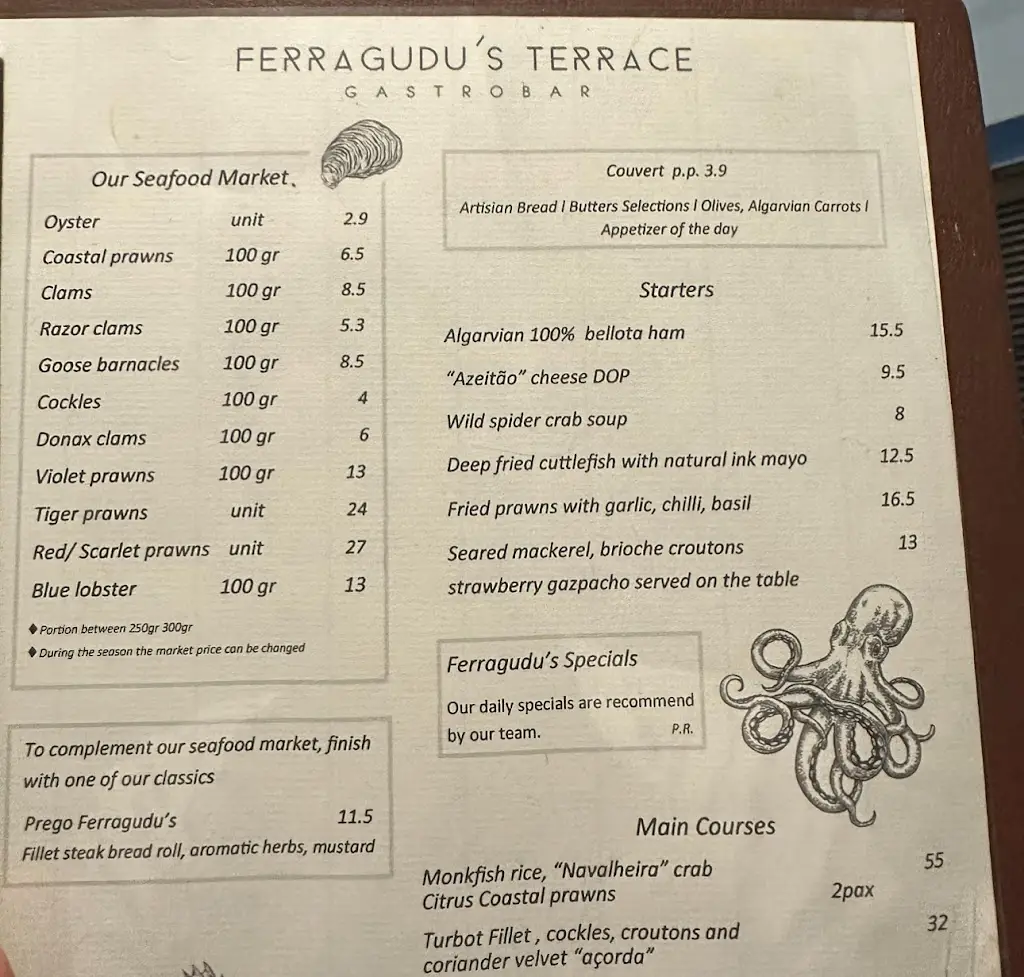 FERRAGUDU'S TERRACE
GASTROBAR
Our Seafood Market
Oyster unit 2.9
Coastal prawns 100 gr 6.5
Clams 100 gr 8.5
Razor clams 100 gr 5.3
Goose barnacles 100 gr 8.5
Cockles 100 gr 4
Donax clams 100 gr 6
Violet prawns 100 gr 13
Tiger prawns unit 24
Red/ Scarlet prawns unit 27
Blue lobster 100 gr 13
♦ Portion between 250gr 300gr
♦ During the season the market price can be changed
To complement our seafood market, finish
with one of our classics
Prego Ferragudu's 11.5
Fillet steak bread roll, aromatic herbs, mustard
Couvert p.p. 3.9
Artisian Bread I Butters Selections I Olives, Algarvian Carrots I
Appetizer of the day
Starters
Algarvian 100% bellota ham 15.5
"Azeitão" cheese DOP 9.5
Wild spider crab soup 8
Deep fried cuttlefish with natural ink mayo 12.5
Fried prawns with garlic, chilli, basil 16.5
Seared mackerel, brioche croutons 13
strawberry gazpacho served on the table
Ferragudu's Specials
Our daily specials are recommend
by our team. P.R.
Main Courses
Monkfish rice, "Navalheira" crab 55
Citrus Coastal prawns 2pax
Turbot Fillet , cockles, croutons and 32
coriander velvet "açorda"